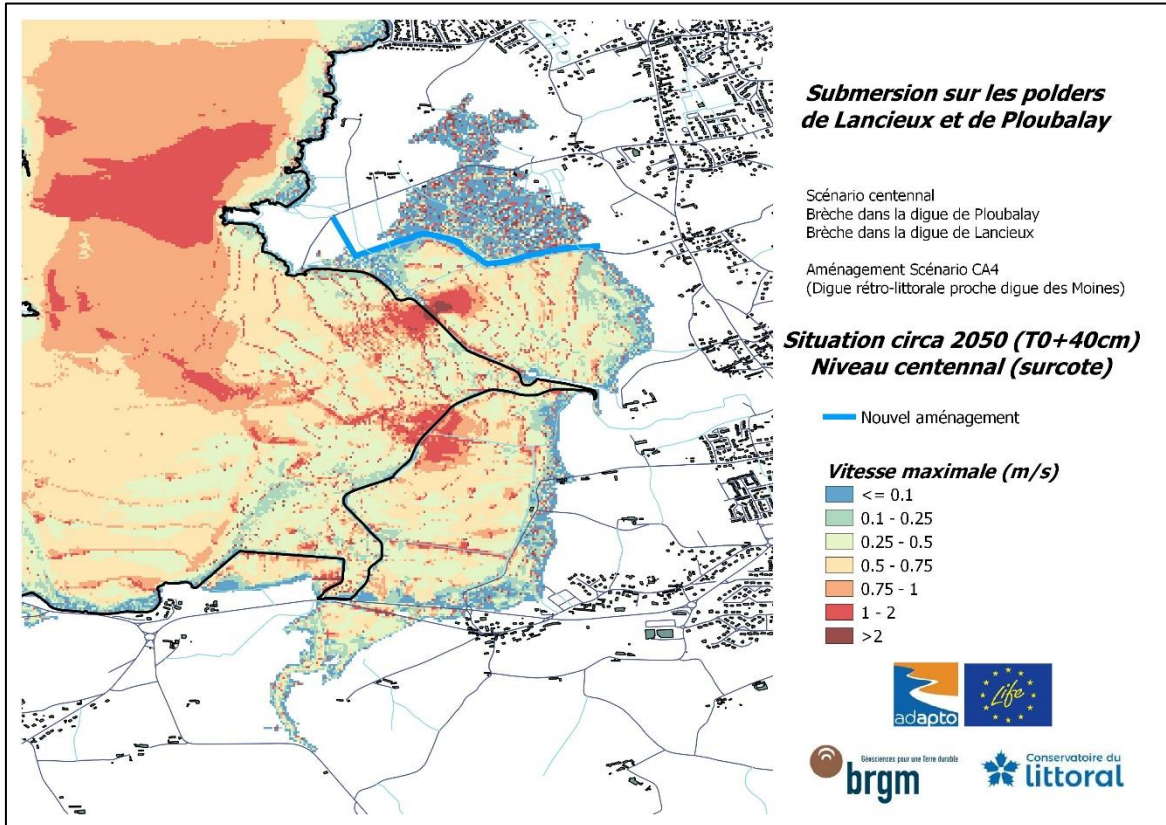 Submersion sur les polders
de Lancieux et de Ploubalay
Scénario centennal
Brèche dans la digue de Ploubalay
Brèche dans la digue de Lancieux
Aménagement Scénario CA4
(Digue rétro-littorale proche digue des Moines)
Situation circa 2050 (T0+40cm)
Niveau centennal (surcote)
Nouvel aménagement
Vitesse maximale (m/s)
<= 0.1
0.1 - 0.25
0.25 - 0.5
0.5 - 0.75
0.75 - 1
1 - 2
>2
adapto
Life
Géosciences pour une Terre durable
brgm
Conservatoire du
littoral